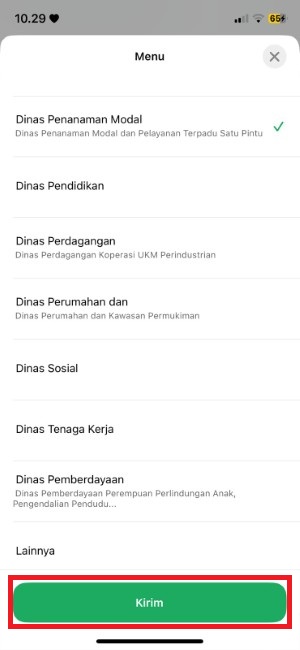 10.29
65
Menu
Dinas Penanaman Modal
Dinas Penanaman Modal dan Pelayanan Terpadu Satu Pintu
Dinas Pendidikan
Dinas Perdagangan
Dinas Perdagangan Koperasi UKM Perindustrian
Dinas Perumahan dan
Dinas Perumahan dan Kawasan Permukiman
Dinas Sosial
Dinas Tenaga Kerja
Dinas Pemberdayaan
Dinas Pemberdayaan Perempuan Perlindungan Anak,
Pengendalian Pendudu...
Lainnya
Kirim